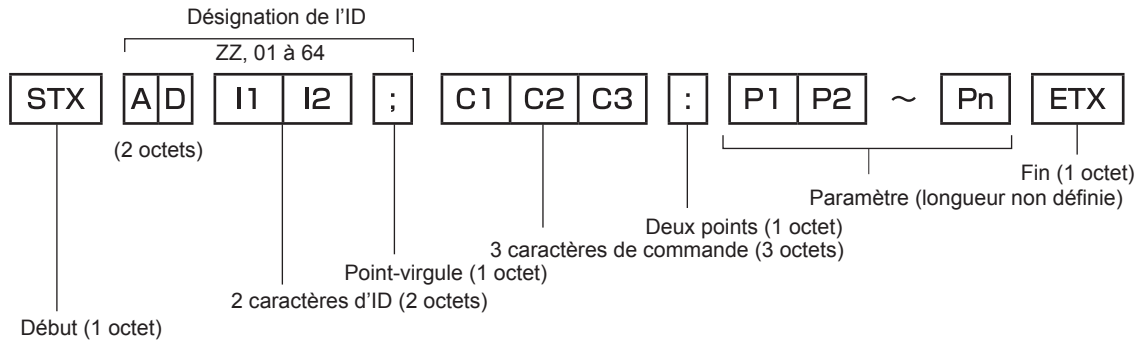 Désignation de l'ID
ZZ, 01 à 64
STX A D I1 I2 ; C1 C2 C3 : P1 P2 ～ Pn ETX
(2 octets)
Fin (1 octet)
Paramètre (longueur non définie)
Deux points (1 octet)
3 caractères de commande (3 octets)
Point-virgule (1 octet)
2 caractères d'ID (2 octets)
Début (1 octet)